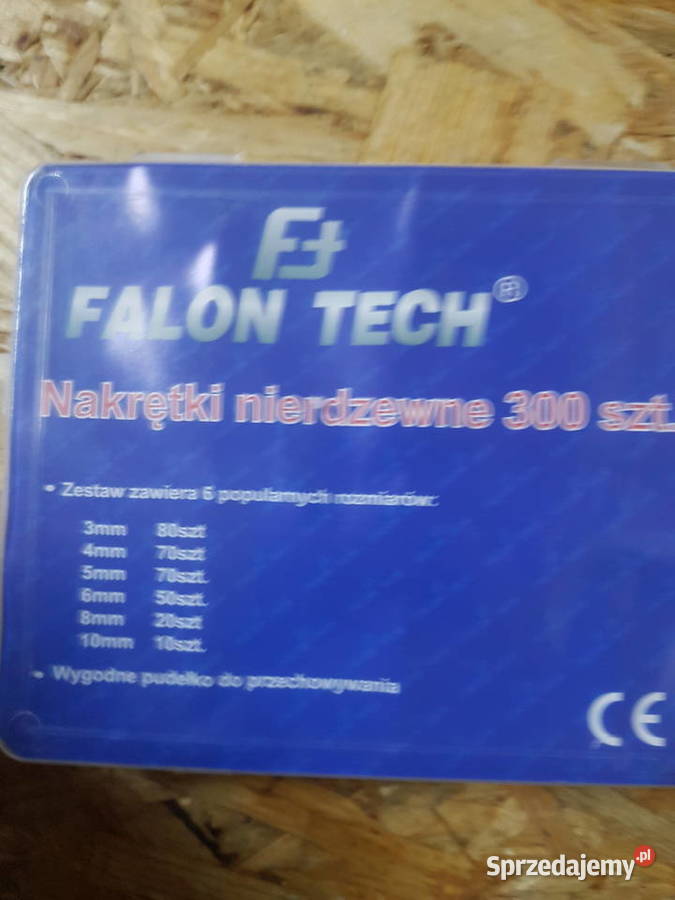 Ft
FALON TECH®
Nakrętki nierdzewne 300 szt.
• Zestaw zawiera 6 popularnych rozmiarów:
3mm 80szt
4mm 70szt
5mm 70szt.
6mm 50szt.
8mm 20szt
10mm 10szt.
• Wygodne pudełko do przechowywania
CE
Sprzedajemy.pl